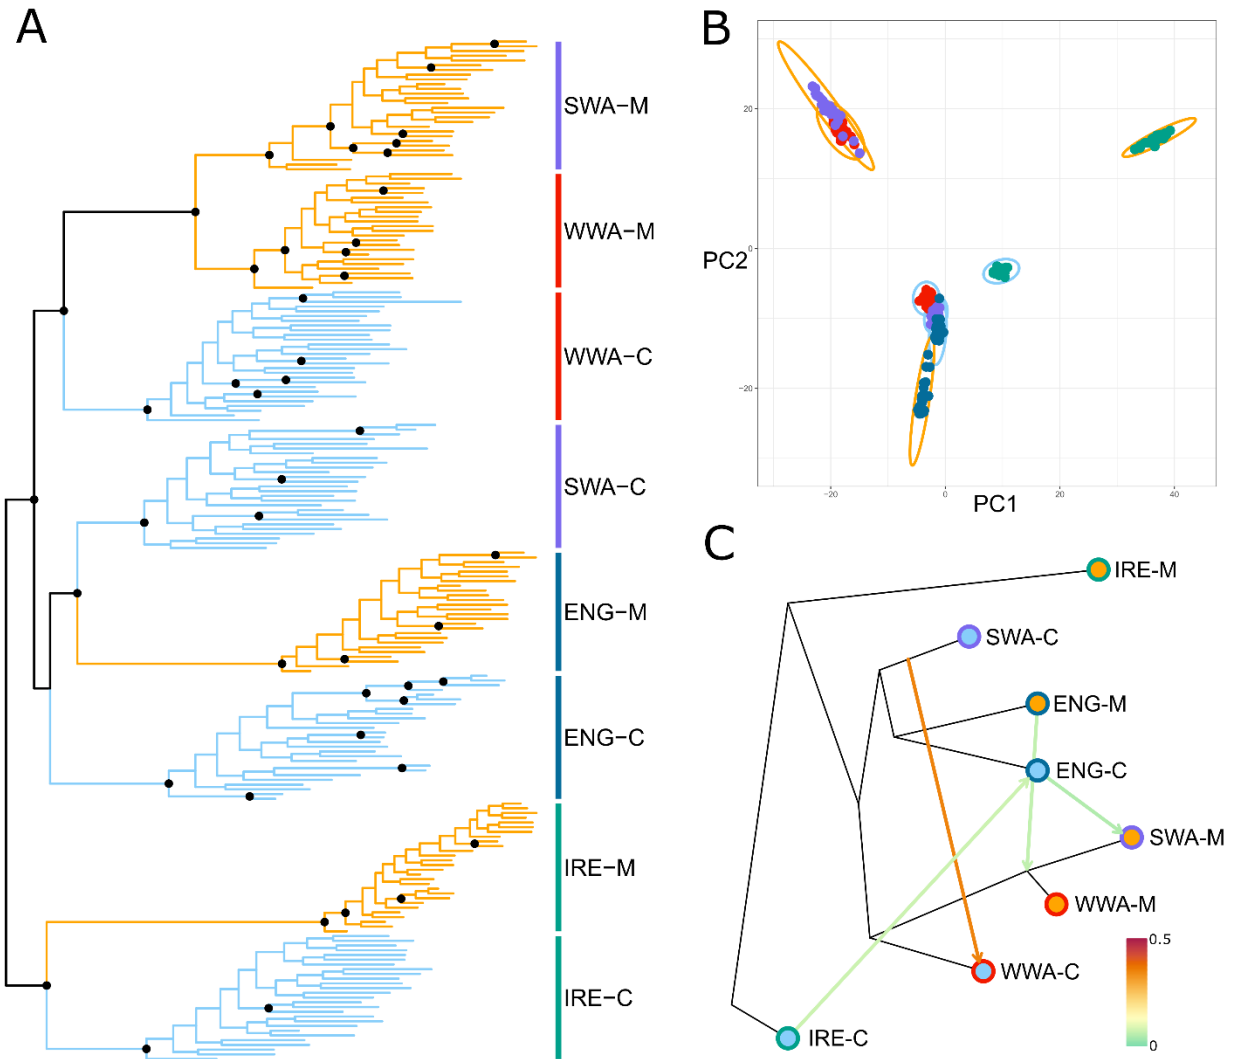 A
SWA−M
WWA−M
WWA−C
SWA−C
ENG−M
ENG−C
IRE−M
IRE−C
B
20
0
−20
PC2
−20
0
20
40
PC1
C
IRE-M
SWA-C
ENG-M
ENG-C
SWA-M
WWA-M
WWA-C
IRE-C
0.5
0